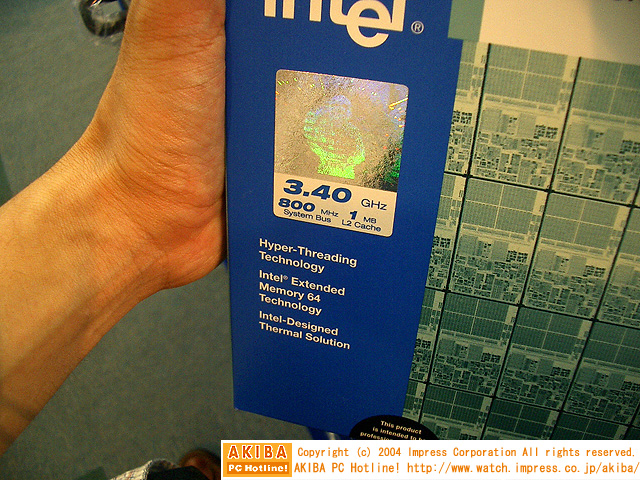 intel®
3.40 GHz
800 MHz 1 MB
System Bus L2 Cache
Hyper-Threading
Technology
Intel® Extended
Memory 64
Technology
Intel-Designed
Thermal Solution
This product
is intended to
AKIBA
PC Hotline!
Copyright (c) 2004 Impress Corporation All rights reserved.
AKIBA PC Hotline! http://www.watch.impress.co.jp/akiba/